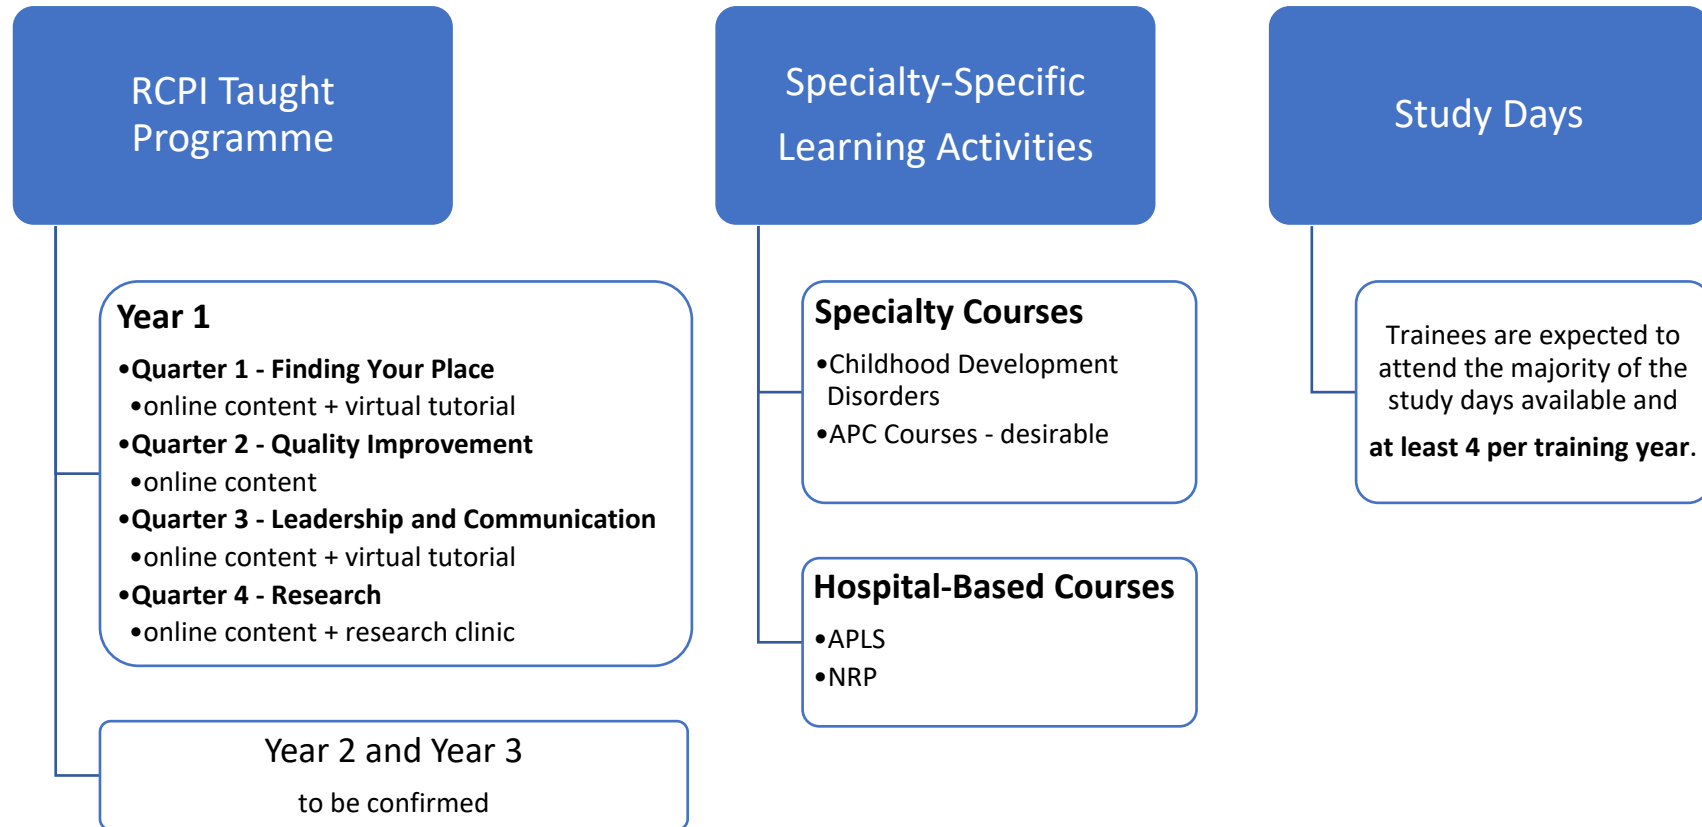 RCPI Taught
Programme
Year 1
•Quarter 1 - Finding Your Place
•online content + virtual tutorial
•Quarter 2 - Quality Improvement
•online content
•Quarter 3 - Leadership and Communication
•online content + virtual tutorial
•Quarter 4 - Research
•online content + research clinic
Year 2 and Year 3
to be confirmed
Specialty-Specific
Learning Activities
Specialty Courses
•Childhood Development
Disorders
•APC Courses - desirable
Hospital-Based Courses
•APLS
•NRP
Study Days
Trainees are expected to
attend the majority of the
study days available and
at least 4 per training year.